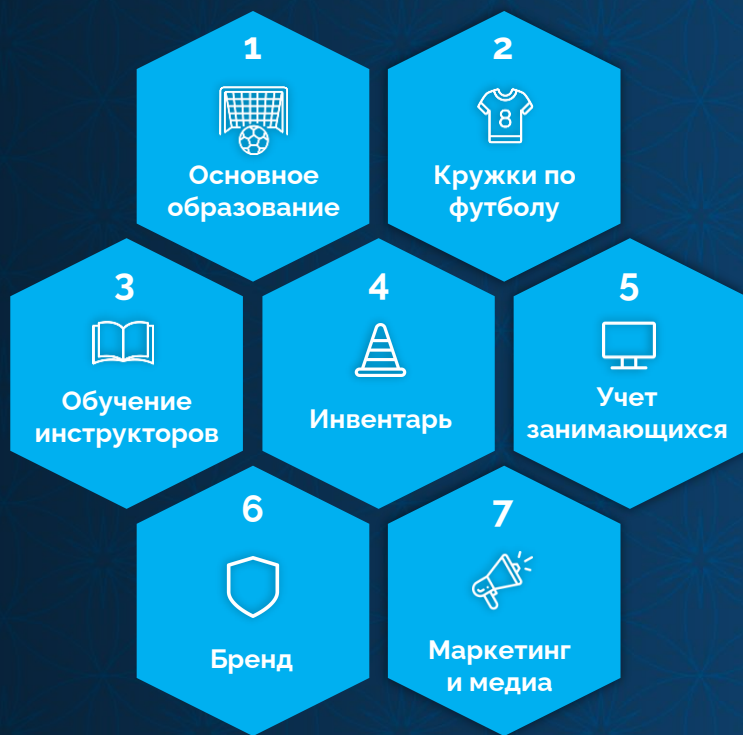 1
Основное
образование
2
Кружки по
футболу
3
Обучение
инструкторов
4
Инвентарь
5
Учет
занимающихся
6
Бренд
7
Маркетинг
и медиа
8